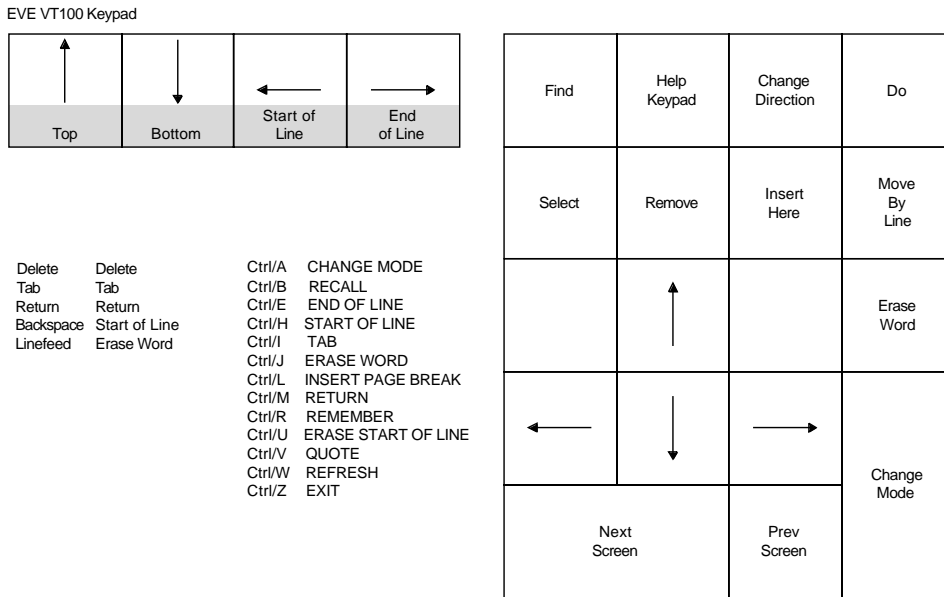 EVE VT100 Keypad
Top
Bottom
Start of
Line
End
of Line
Find
Help
Keypad
Change
Direction
Do
Select
Remove
Insert
Here
Move
By
Line
Erase
Word
Change
Mode
Next
Screen
Prev
Screen
Delete Delete
Tab Tab
Return Return
Backspace Start of Line
Linefeed Erase Word
Ctrl/A CHANGE MODE
Ctrl/B RECALL
Ctrl/E END OF LINE
Ctrl/H START OF LINE
Ctrl/I TAB
Ctrl/J ERASE WORD
Ctrl/L INSERT PAGE BREAK
Ctrl/M RETURN
Ctrl/R REMEMBER
Ctrl/U ERASE START OF LINE
Ctrl/V QUOTE
Ctrl/W REFRESH
Ctrl/Z EXIT